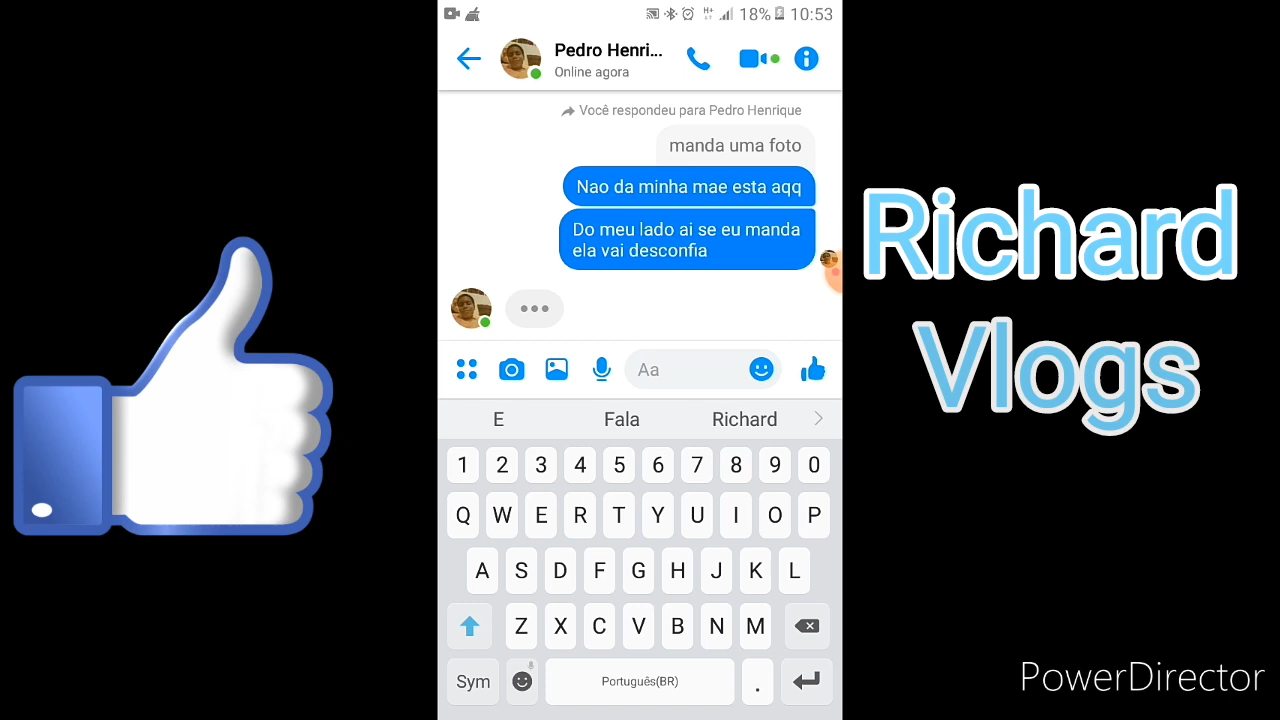 18% 10:53
Pedro Henri...
Online agora
Você respondeu para Pedro Henrique
manda uma foto
Nao da minha mae esta aqq
Do meu lado ai se eu manda
ela vai desconfia
Aa
E Fala Richard
1 2 3 4 5 6 7 8 9 0
Q W E R T Y U I O P
A S D F G H J K L
Z X C V B N M
Sym Português(BR) .
Richard
Vlogs
PowerDirector